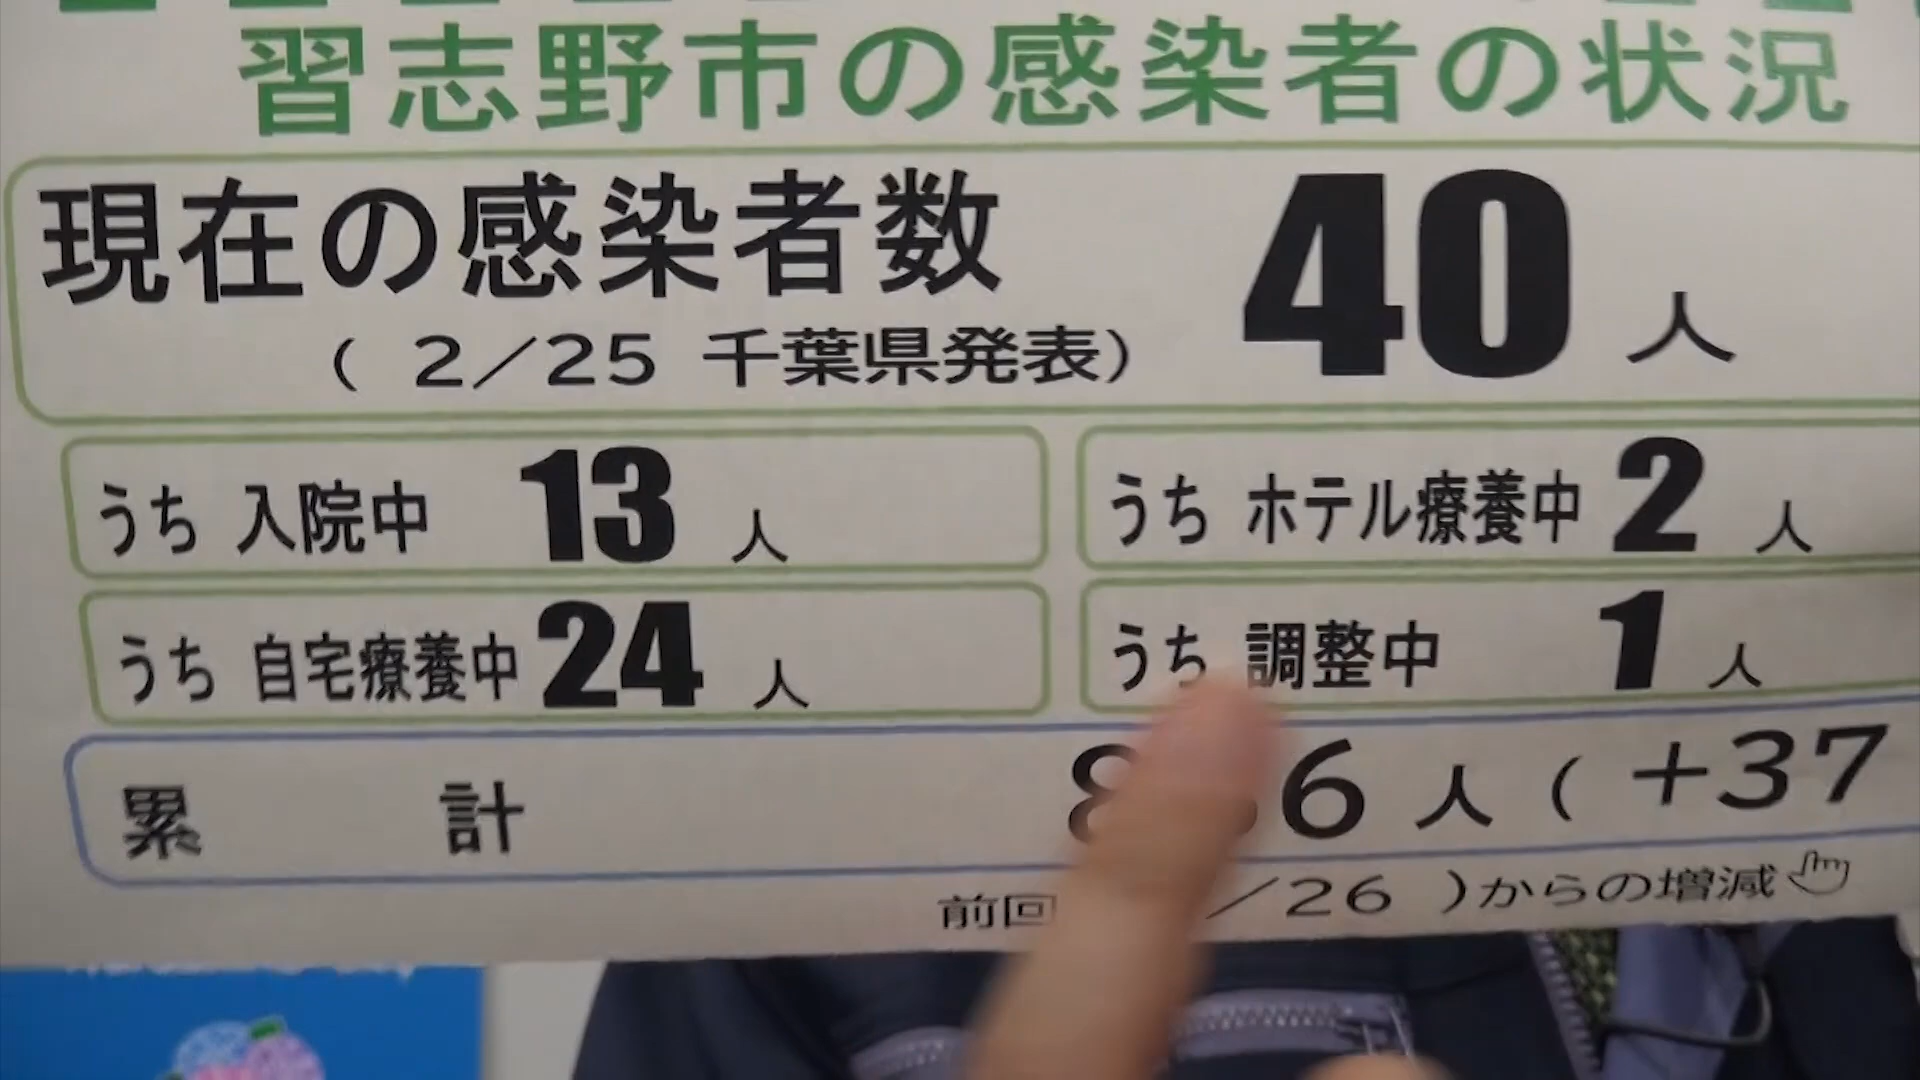 習志野市の感染者の状況
現在の感染者数 40 人
( 2/25 千葉県発表)
うち 入院中 13 人
うち ホテル療養中 2 人
うち 自宅療養中 24 人
うち 調整中 1 人
累 計 人 ( +37
前回 /26 )からの増減